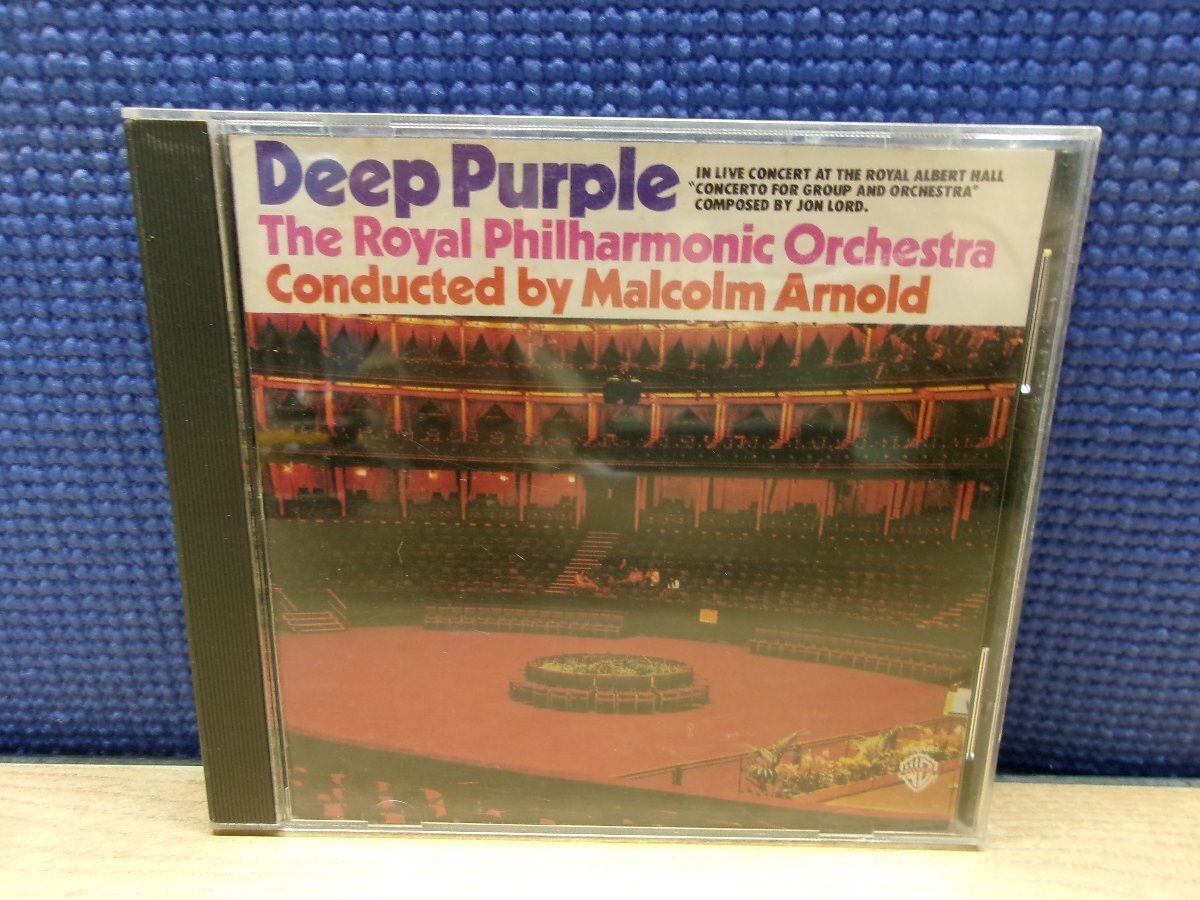 Deep Purple
IN LIVE CONCERT AT THE ROYAL ALBERT HALL
"CONCERTO FOR GROUP AND ORCHESTRA"
COMPOSED BY JON LORD.
The Royal Philharmonic Orchestra
Conducted by Malcolm Arnold